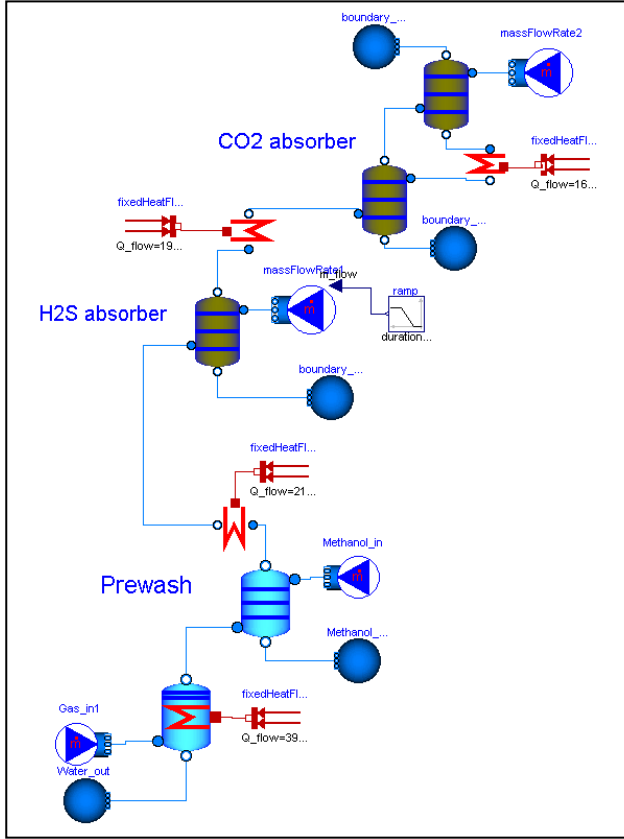 boundary_...
massFlowRate2
CO2 absorber
fixedHeatFl...
Q_flow=16...
fixedHeatFl...
boundary_...
Q_flow=19...
massFlowRate1
m_flow
ramp
H2S absorber
duration...
boundary_...
fixedHeatFl...
Q_flow=21...
Methanol_in
Prewash
Methanol_...
fixedHeatFl...
Gas_in1
Q_flow=39...
Water_out